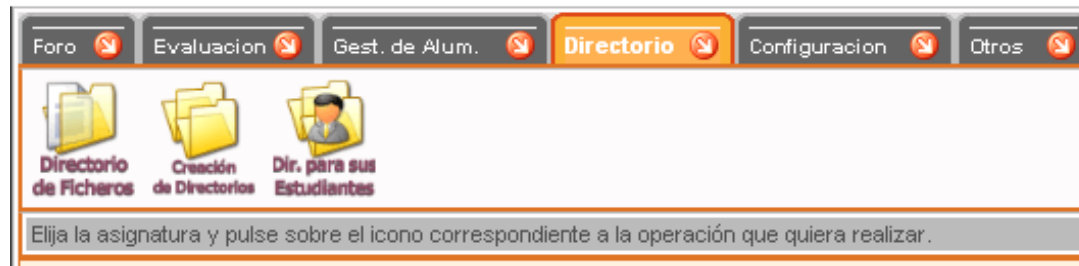 Foro Evaluacion Gest. de Alum. Directorio Configuracion Otros
Directorio de Ficheros
Creación de Directorios
Dir. para sus Estudiantes
Elija la asignatura y pulse sobre el icono correspondiente a la operación que quiera realizar.